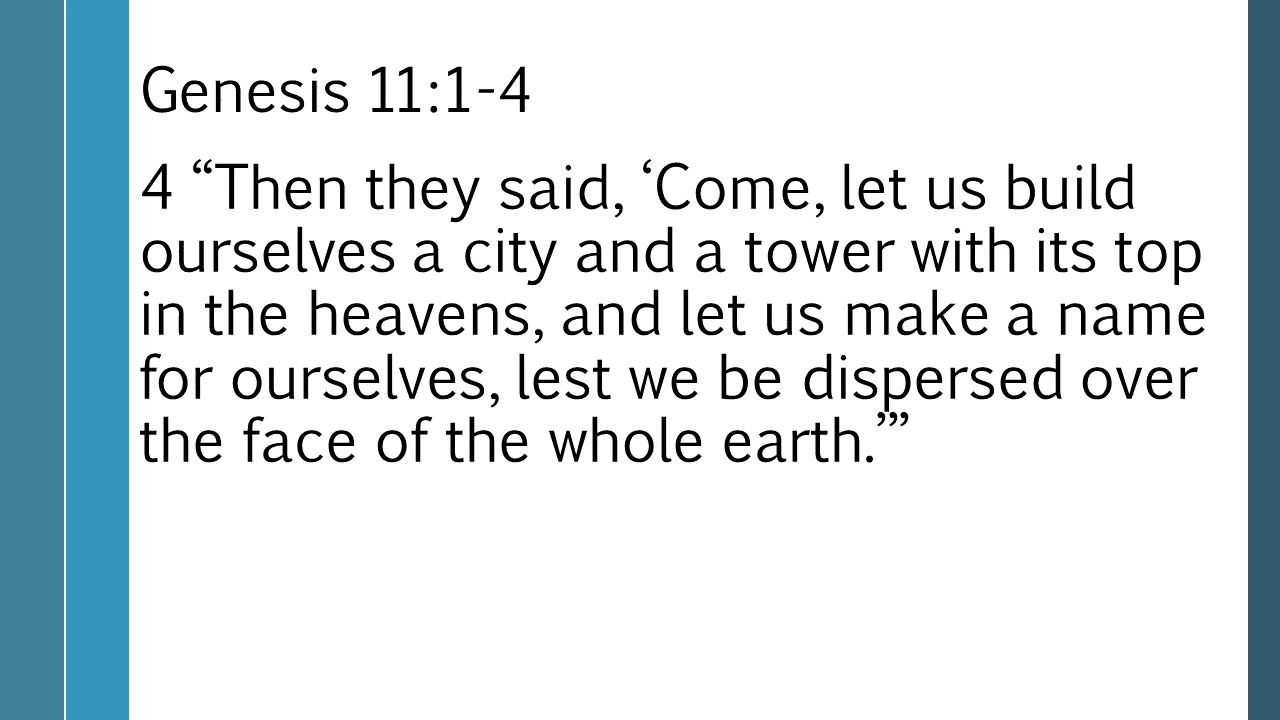 Genesis 11:1-4
4 “Then they said, ‘Come, let us build
ourselves a city and a tower with its top
in the heavens, and let us make a name
for ourselves, lest we be dispersed over
the face of the whole earth.’”